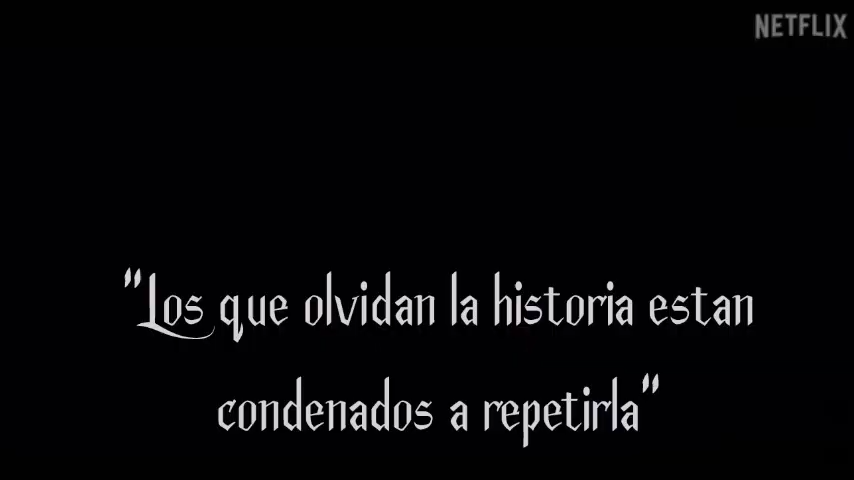 NETFLIX
"Los que olvidan la historia estan
condenados a repetirla"